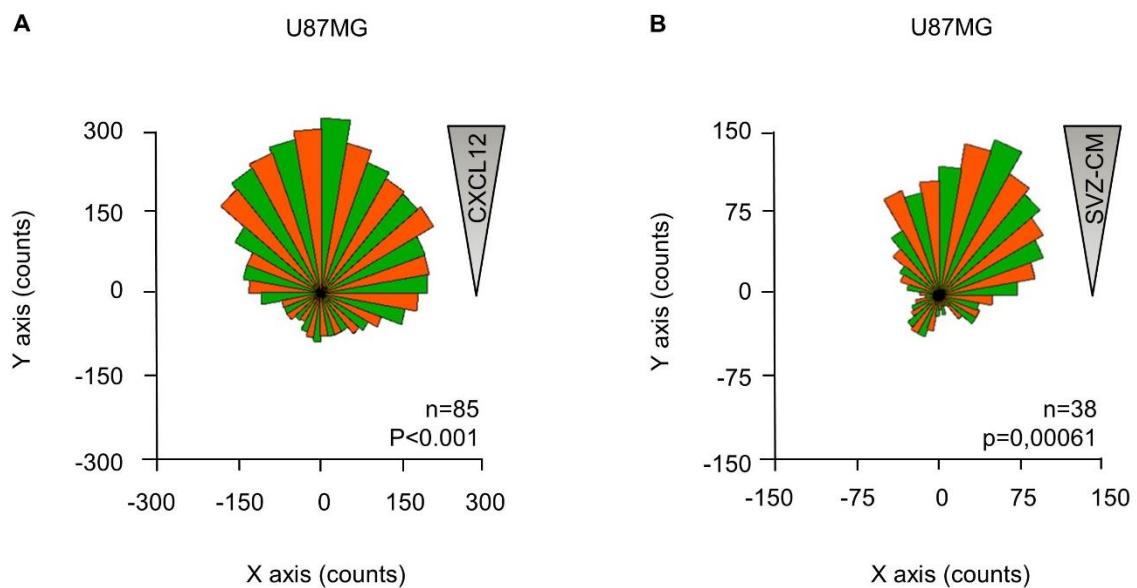 A
U87MG
300
150
0
-150
-300
Y axis (counts)
CXCL12
n=85
P<0.001
-300
-150
0
150
300
X axis (counts)
B
U87MG
150
75
0
-75
-150
Y axis (counts)
SVZ-CM
n=38
p=0,00061
-150
-75
0
75
150
X axis (counts)